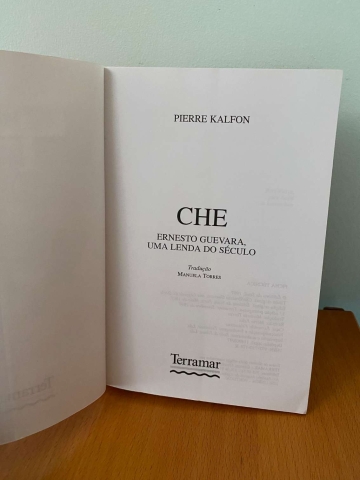 PIERRE KALFON
CHE
ERNESTO GUEVARA,
UMA LENDA DO SÉCULO
Tradução
MANUELA TORRES
Terramar